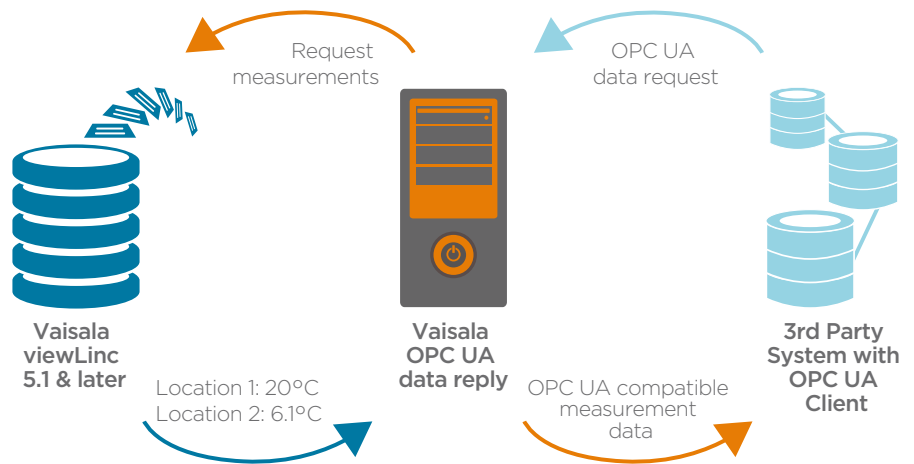 Request
measurements
OPC UA
data request
Vaisala
viewLinc
5.1 & later
Vaisala
OPC UA
data reply
3rd Party
System with
OPC UA
Client
Location 1: 20°C
Location 2: 6.1°C
OPC UA compatible
measurement
data